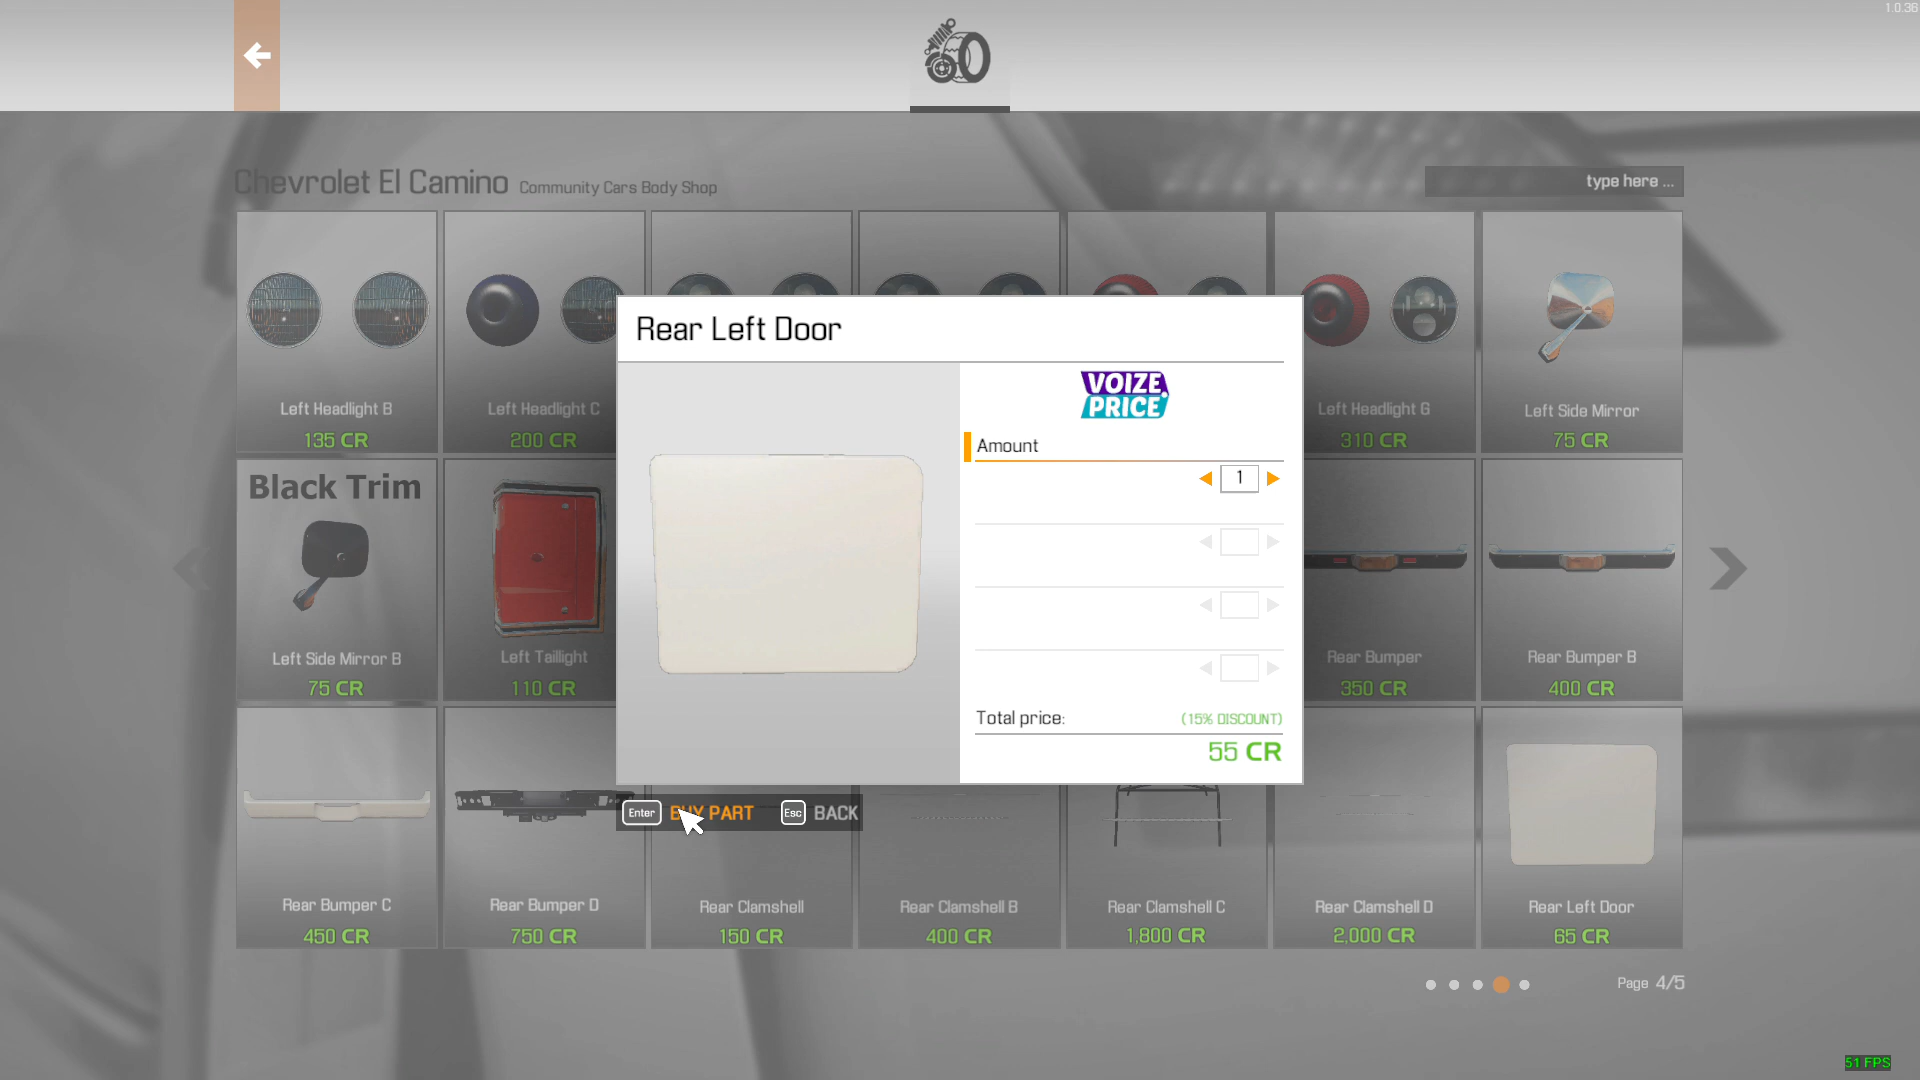 1.0.36
Chevrolet El Camino Community Cars Body Shop
type here ...
Left Headlight B
135 CR
Left Headlight C
200 CR
Left Headlight G
310 CR
Left Side Mirror
75 CR
Rear Left Door
VOIZE.
PRICE
Amount
1
Total price:
(15% DISCOUNT)
55 CR
Enter BUY PART Esc BACK
Black Trim
Left Side Mirror B
75 CR
Left Taillight
110 CR
Rear Bumper
350 CR
Rear Bumper B
400 CR
Rear Bumper C
450 CR
Rear Bumper D
750 CR
Rear Clamshell
150 CR
Rear Clamshell B
400 CR
Rear Clamshell C
1,800 CR
Rear Clamshell D
2,000 CR
Rear Left Door
65 CR
Page 4/5
51 FPS